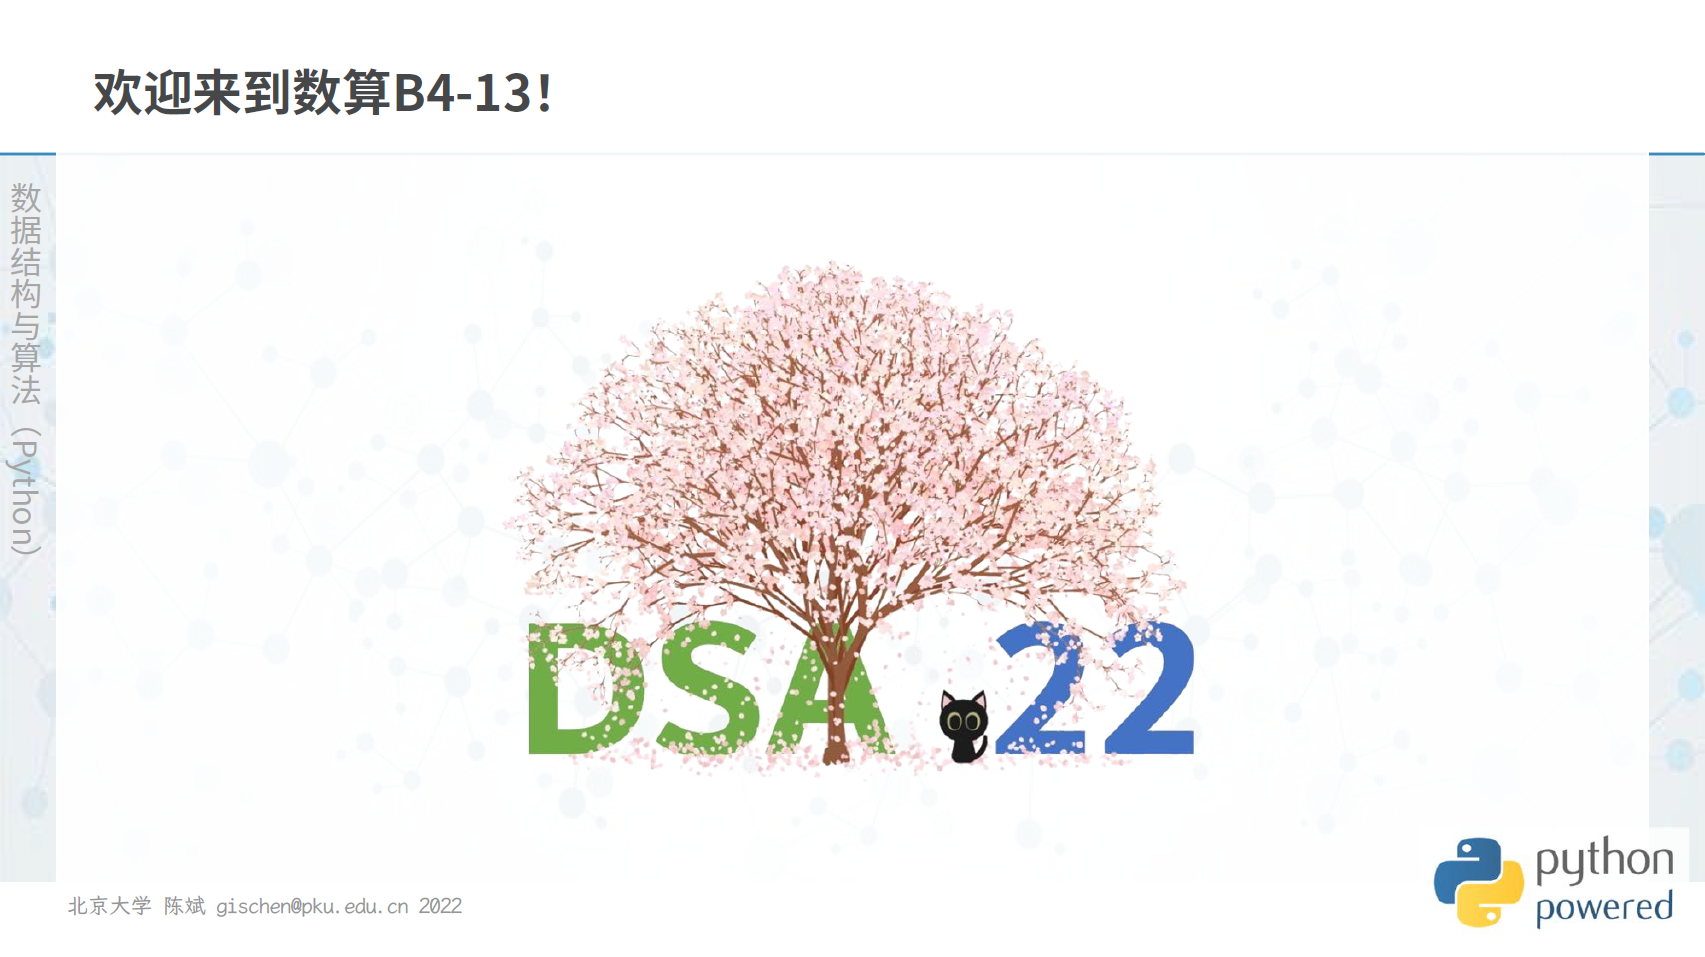 欢迎来到数算B4-13！
数据结构与算法（Python）
DSA 22
北京大学 陈斌 gischen@pku.edu.cn 2022
python
powered